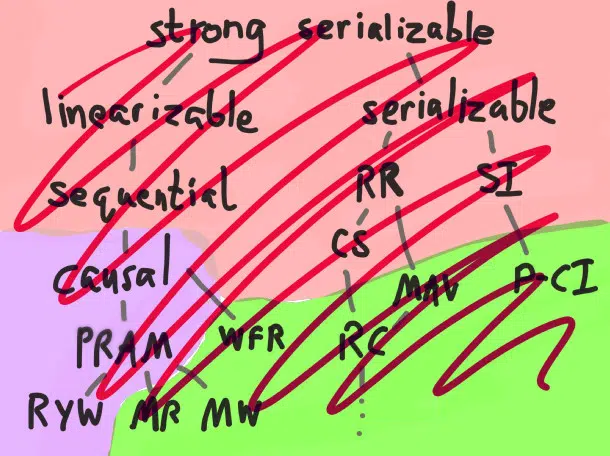 strong serializable
linearizable serializable
sequential RR SI
causal CS MAV P-CI
PRAM WFR RC
RYW MR MW